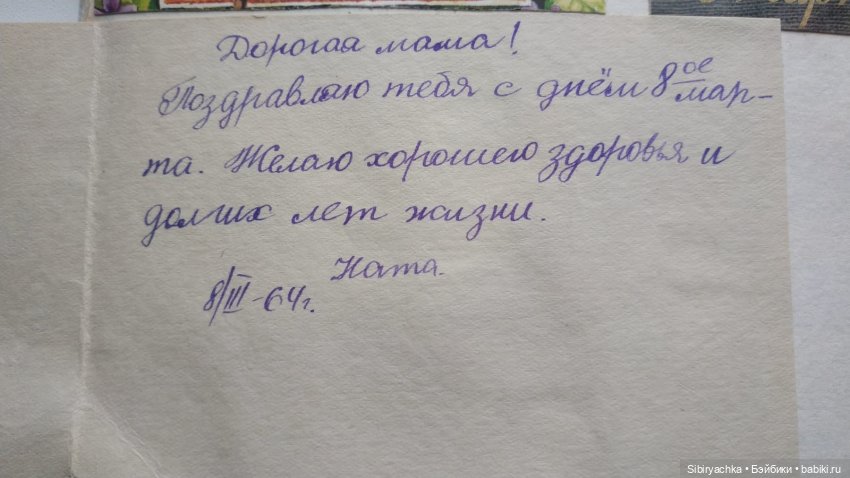 Дорогая мама!
Поздравлаю тебя с днём 8ое мар-
та. Желаю хорошего здоровья и
долгих лет жизни.
Ната.
8/III-64г.
Sibiryachka • Бэйбики • babiki.ru